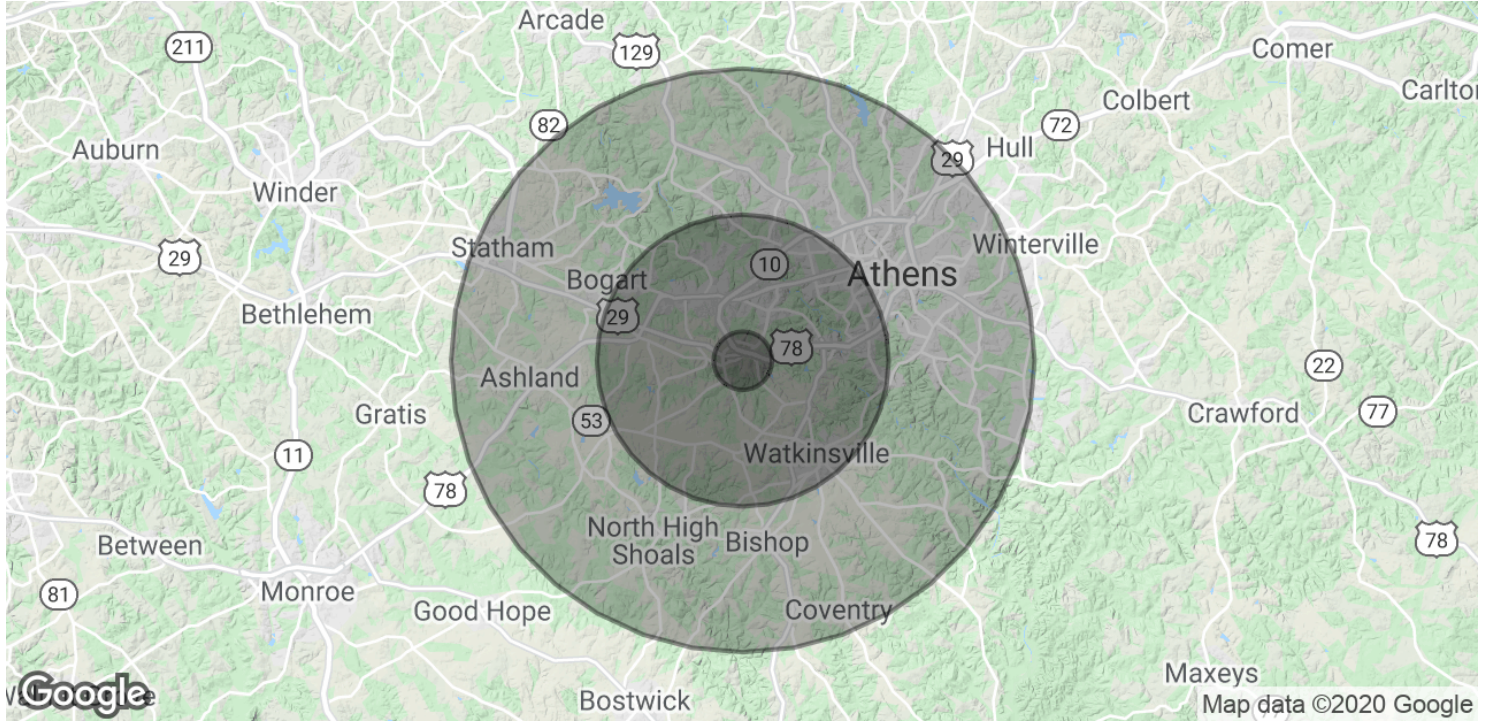 Arcade
211
129
Comer
Colbert
Carlton
82
72
Auburn
Hull
29
Winder
Statham
Winterville
29
10
Bogart
Athens
Bethlehem
29
78
Ashland
22
Gratis
53
77
Crawford
11
Watkinsville
78
North High
Shoals
Bishop
78
Between
Monroe
81
Good Hope
Coventry
Maxeys
Bostwick
Google
Map data ©2020 Google